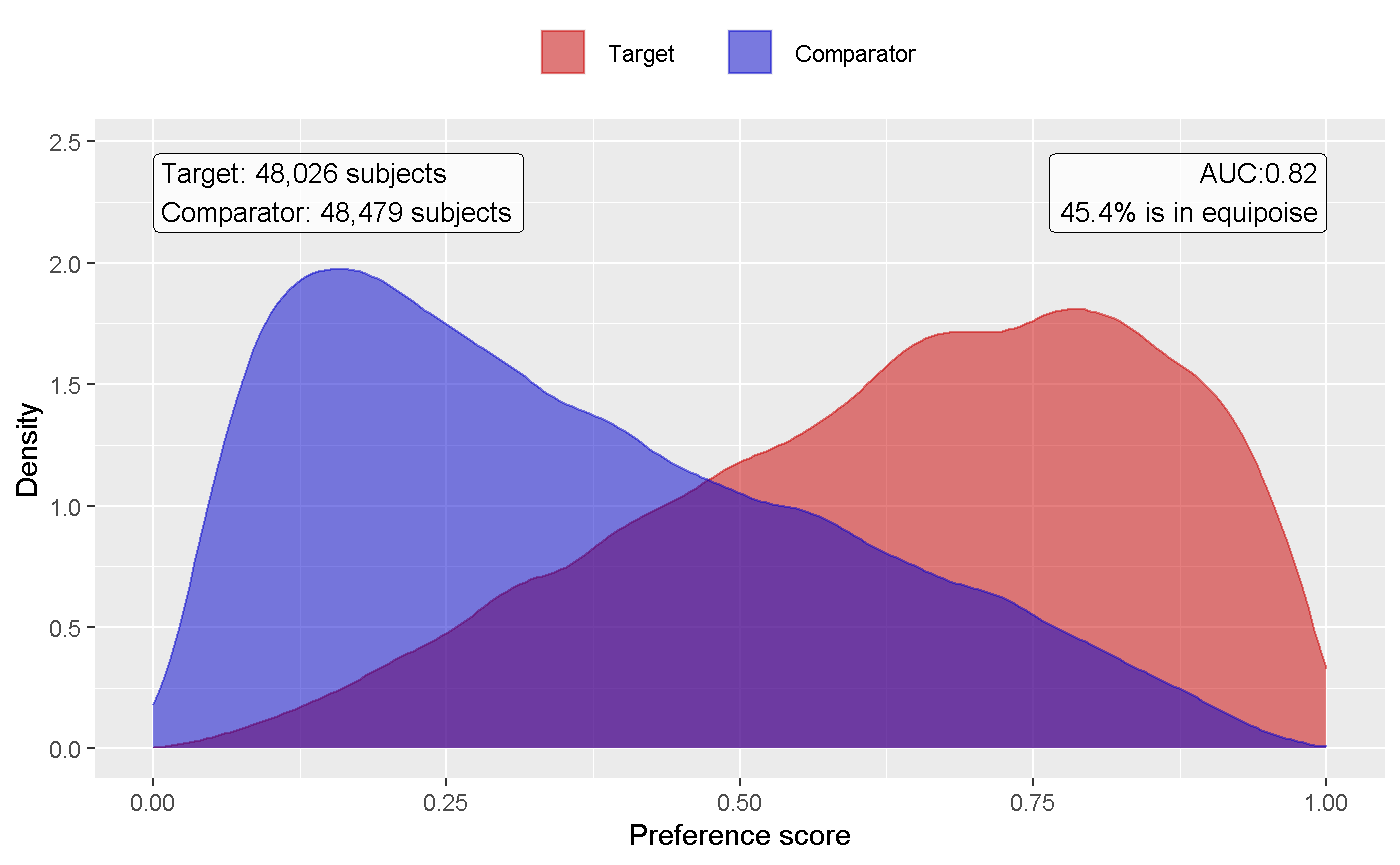 Target
Comparator
2.5
2.0
1.5
1.0
0.5
0.0
Density
Target: 48,026 subjects
Comparator: 48,479 subjects
AUC:0.82
45.4% is in equipoise
0.00
0.25
0.50
0.75
1.00
Preference score